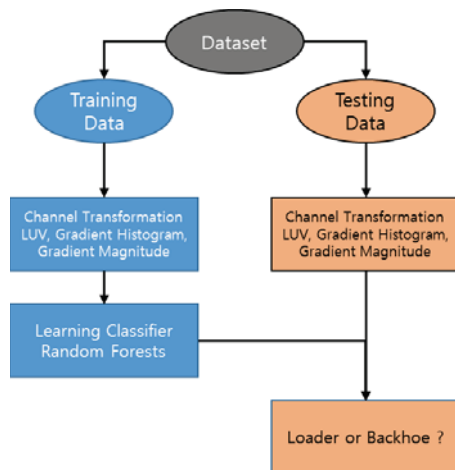 Dataset
Training
Data
Testing
Data
Channel Transformation
LUV, Gradient Histogram,
Gradient Magnitude
Channel Transformation
LUV, Gradient Histogram,
Gradient Magnitude
Learning Classifier
Random Forests
Loader or Backhoe ?